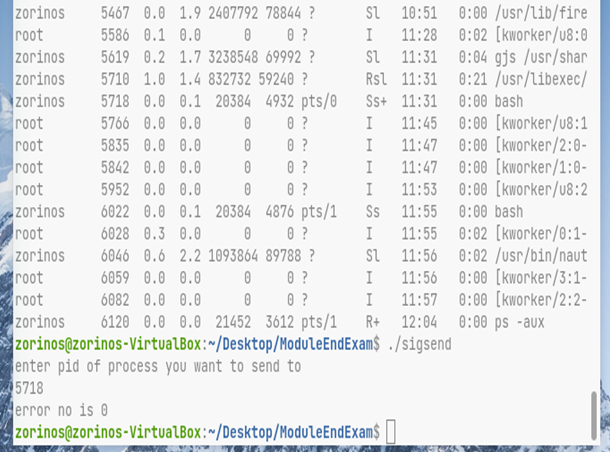 zorinos 5467 0.0 1.9 2407792 78844 ? Sl 10:51 0:00 /usr/lib/fire
root 5586 0.1 0.0 0 0 ? I 11:28 0:02 [kworker/u8:0
zorinos 5619 0.2 1.7 3238548 69992 ? Sl 11:31 0:04 gjs /usr/shar
zorinos 5710 1.0 1.4 832732 59240 ? Rsl 11:31 0:21 /usr/libexec/
zorinos 5718 0.0 0.1 20384 4932 pts/0 Ss+ 11:31 0:00 bash
root 5766 0.0 0.0 0 0 ? I 11:45 0:00 [kworker/u8:1
root 5835 0.0 0.0 0 0 ? I 11:47 0:00 [kworker/2:0-
root 5842 0.0 0.0 0 0 ? I 11:47 0:00 [kworker/1:0-
root 5952 0.0 0.0 0 0 ? I 11:53 0:00 [kworker/u8:2
zorinos 6022 0.0 0.1 20384 4876 pts/1 Ss 11:55 0:00 bash
root 6028 0.3 0.0 0 0 ? I 11:55 0:02 [kworker/0:1-
zorinos 6046 0.6 2.2 1093864 89788 ? Sl 11:56 0:02 /usr/bin/naut
root 6059 0.0 0.0 0 0 ? I 11:56 0:00 [kworker/3:1-
root 6082 0.0 0.0 0 0 ? I 11:57 0:00 [kworker/2:2-
zorinos 6120 0.0 0.0 21452 3612 pts/1 R+ 12:04 0:00 ps -aux
zorinos@zorinos-VirtualBox:~/Desktop/ModuleEndExam$ ./sigsend
enter pid of process you want to send to
5718
error no is 0
zorinos@zorinos-VirtualBox:~/Desktop/ModuleEndExam$